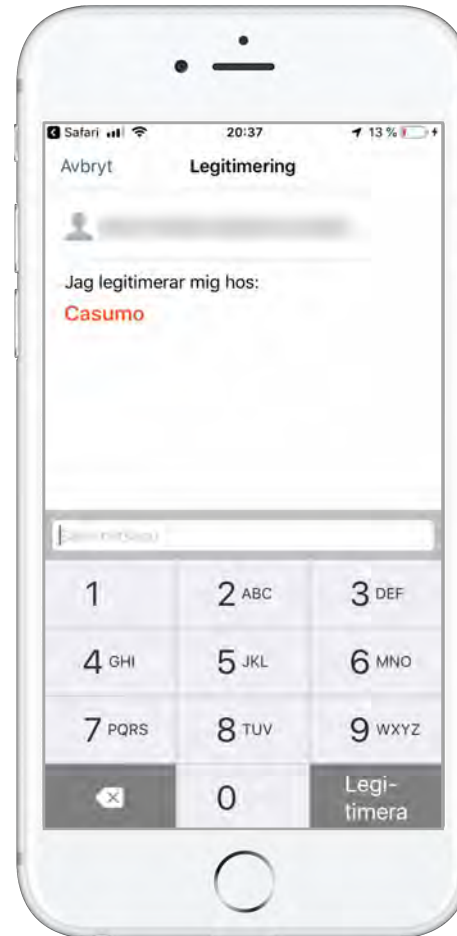 Safari 20:37 13 %
Avbryt Legitimering
Jag legitimerar mig hos:
Casumo
1 2 ABC 3 DEF
4 GHI 5 JKL 6 MNO
7 PQRS 8 TUV 9 WXYZ
0 Legi-
timera